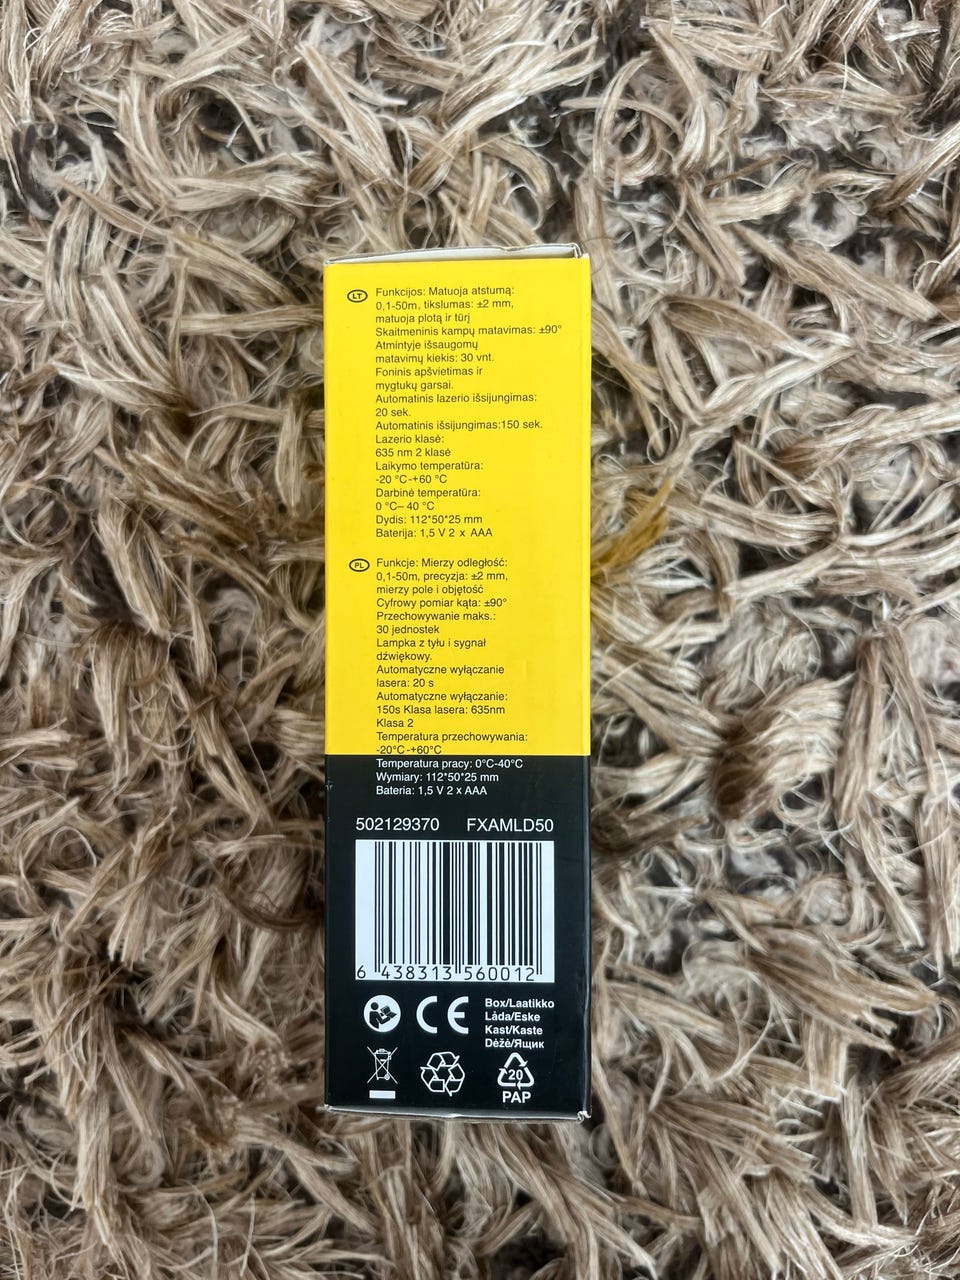 LT
Funkcijos: Matuoja atstumą:
0,1-50m, tikslumas: ±2 mm,
matuoja plotą ir tūrį
Skaitmeninis kampų matavimas: ±90°
Atmintyje išsaugomų
matavimų kiekis: 30 vnt.
Foninis apšvietimas ir
mygtukų garsai.
Automatinis lazerio išsijungimas:
20 sek.
Automatinis išsijungimas:150 sek.
Lazerio klasė:
635 nm 2 klasė
Laikymo temperatūra:
-20 °C-+60 °C
Darbinė temperatūra:
0 °C– 40 °C
Dydis: 112*50*25 mm
Baterija: 1,5 V 2 x AAA
PL
Funkcje: Mierzy odległość:
0,1-50m, precyzja: ±2 mm,
mierzy pole i objętość
Cyfrowy pomiar kąta: ±90°
Przechowywanie maks.:
30 jednostek
Lampka z tyłu i sygnał
dźwiękowy.
Automatyczne wyłączanie
lasera: 20 s
Automatyczne wyłączanie:
150s Klasa lasera: 635nm
Klasa 2
Temperatura przechowywania:
-20°C-+60°C
Temperatura pracy: 0°C-40°C
Wymiary: 112*50*25 mm
Bateria: 1,5 V 2 x AAA
502129370 FXAMLD50
6 438313 560012
CE
Box/Laatikko
Låda/Eske
Kast/Kaste
Dėžė/Ящик
20
PAP